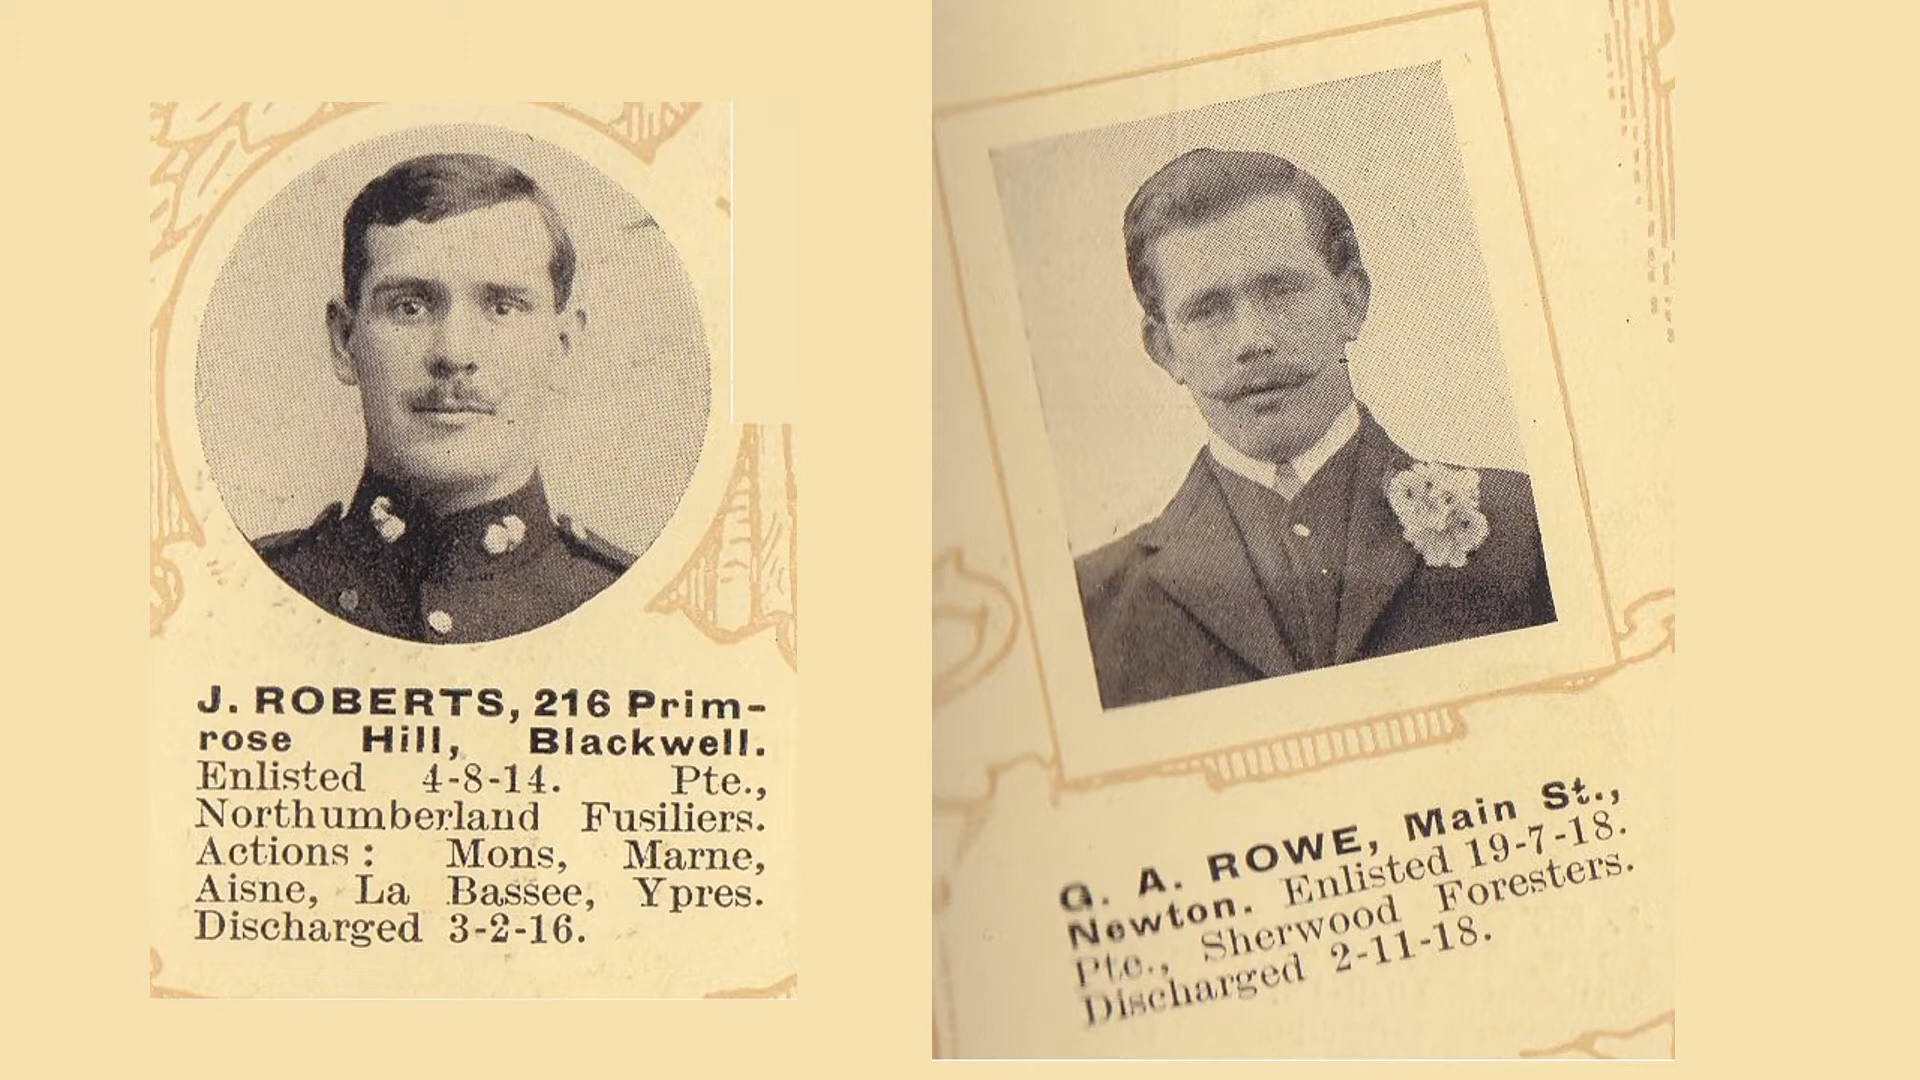 J. ROBERTS, 216 Prim-
rose Hill, Blackwell.
Enlisted 4-8-14. Pte.,
Northumberland Fusiliers.
Actions: Mons, Marne,
Aisne, La Bassee, Ypres.
Discharged 3-2-16.
G. A. ROWE, Main St.,
Newton. Enlisted 19-7-18.
Pte., Sherwood Foresters.
Discharged 2-11-18.